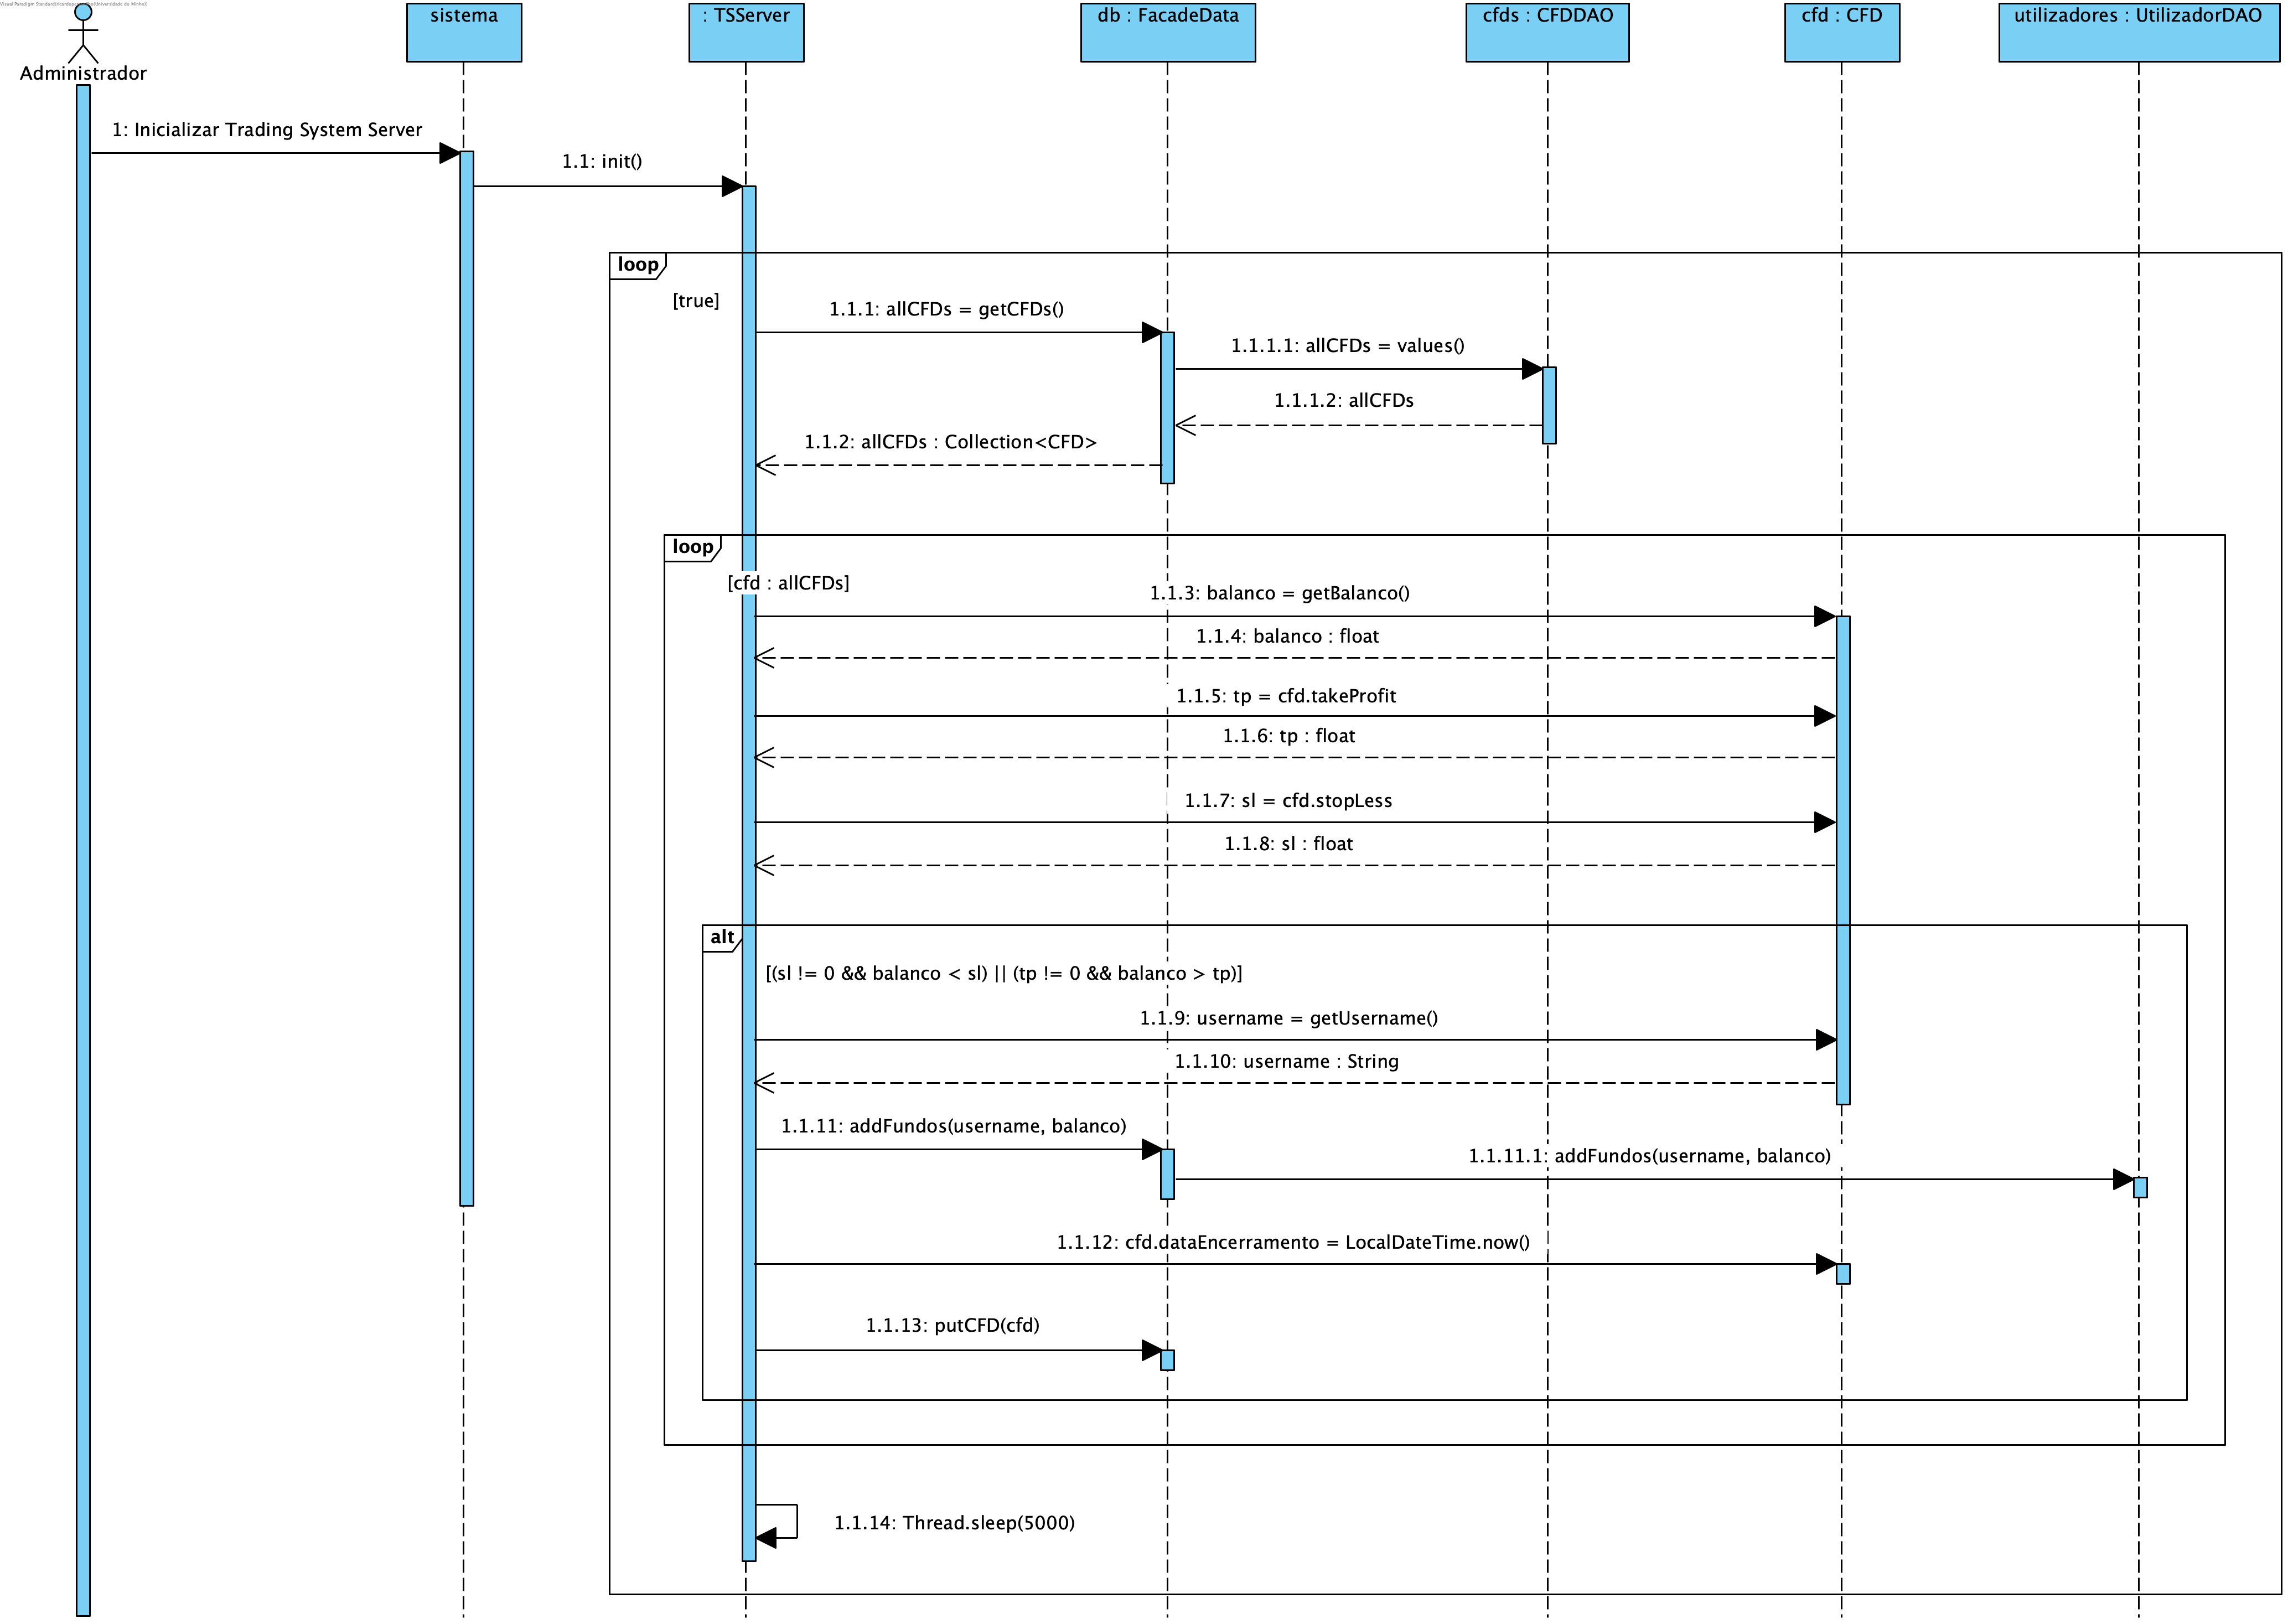 Administrador
sistema
: TSServer
db : FacadeData
cfds : CFDDAO
cfd : CFD
utilizadores : UtilizadorDAO
1: Inicializar Trading System Server
1.1: init()
loop
[true]
1.1.1: allCFDs = getCFDs()
1.1.1.1: allCFDs = values()
1.1.1.2: allCFDs
1.1.2: allCFDs : Collection<CFD>
loop
[cfd : allCFDs]
1.1.3: balanco = getBalanco()
1.1.4: balanco : float
1.1.5: tp = cfd.takeProfit
1.1.6: tp : float
1.1.7: sl = cfd.stopLess
1.1.8: sl : float
alt
[(sl != 0 && balanco < sl) || (tp != 0 && balanco > tp)]
1.1.9: username = getUsername()
1.1.10: username : String
1.1.11: addFundos(username, balanco)
1.1.11.1: addFundos(username, balanco)
1.1.12: cfd.dataEncerramento = LocalDateTime.now()
1.1.13: putCFD(cfd)
1.1.14: Thread.sleep(5000)